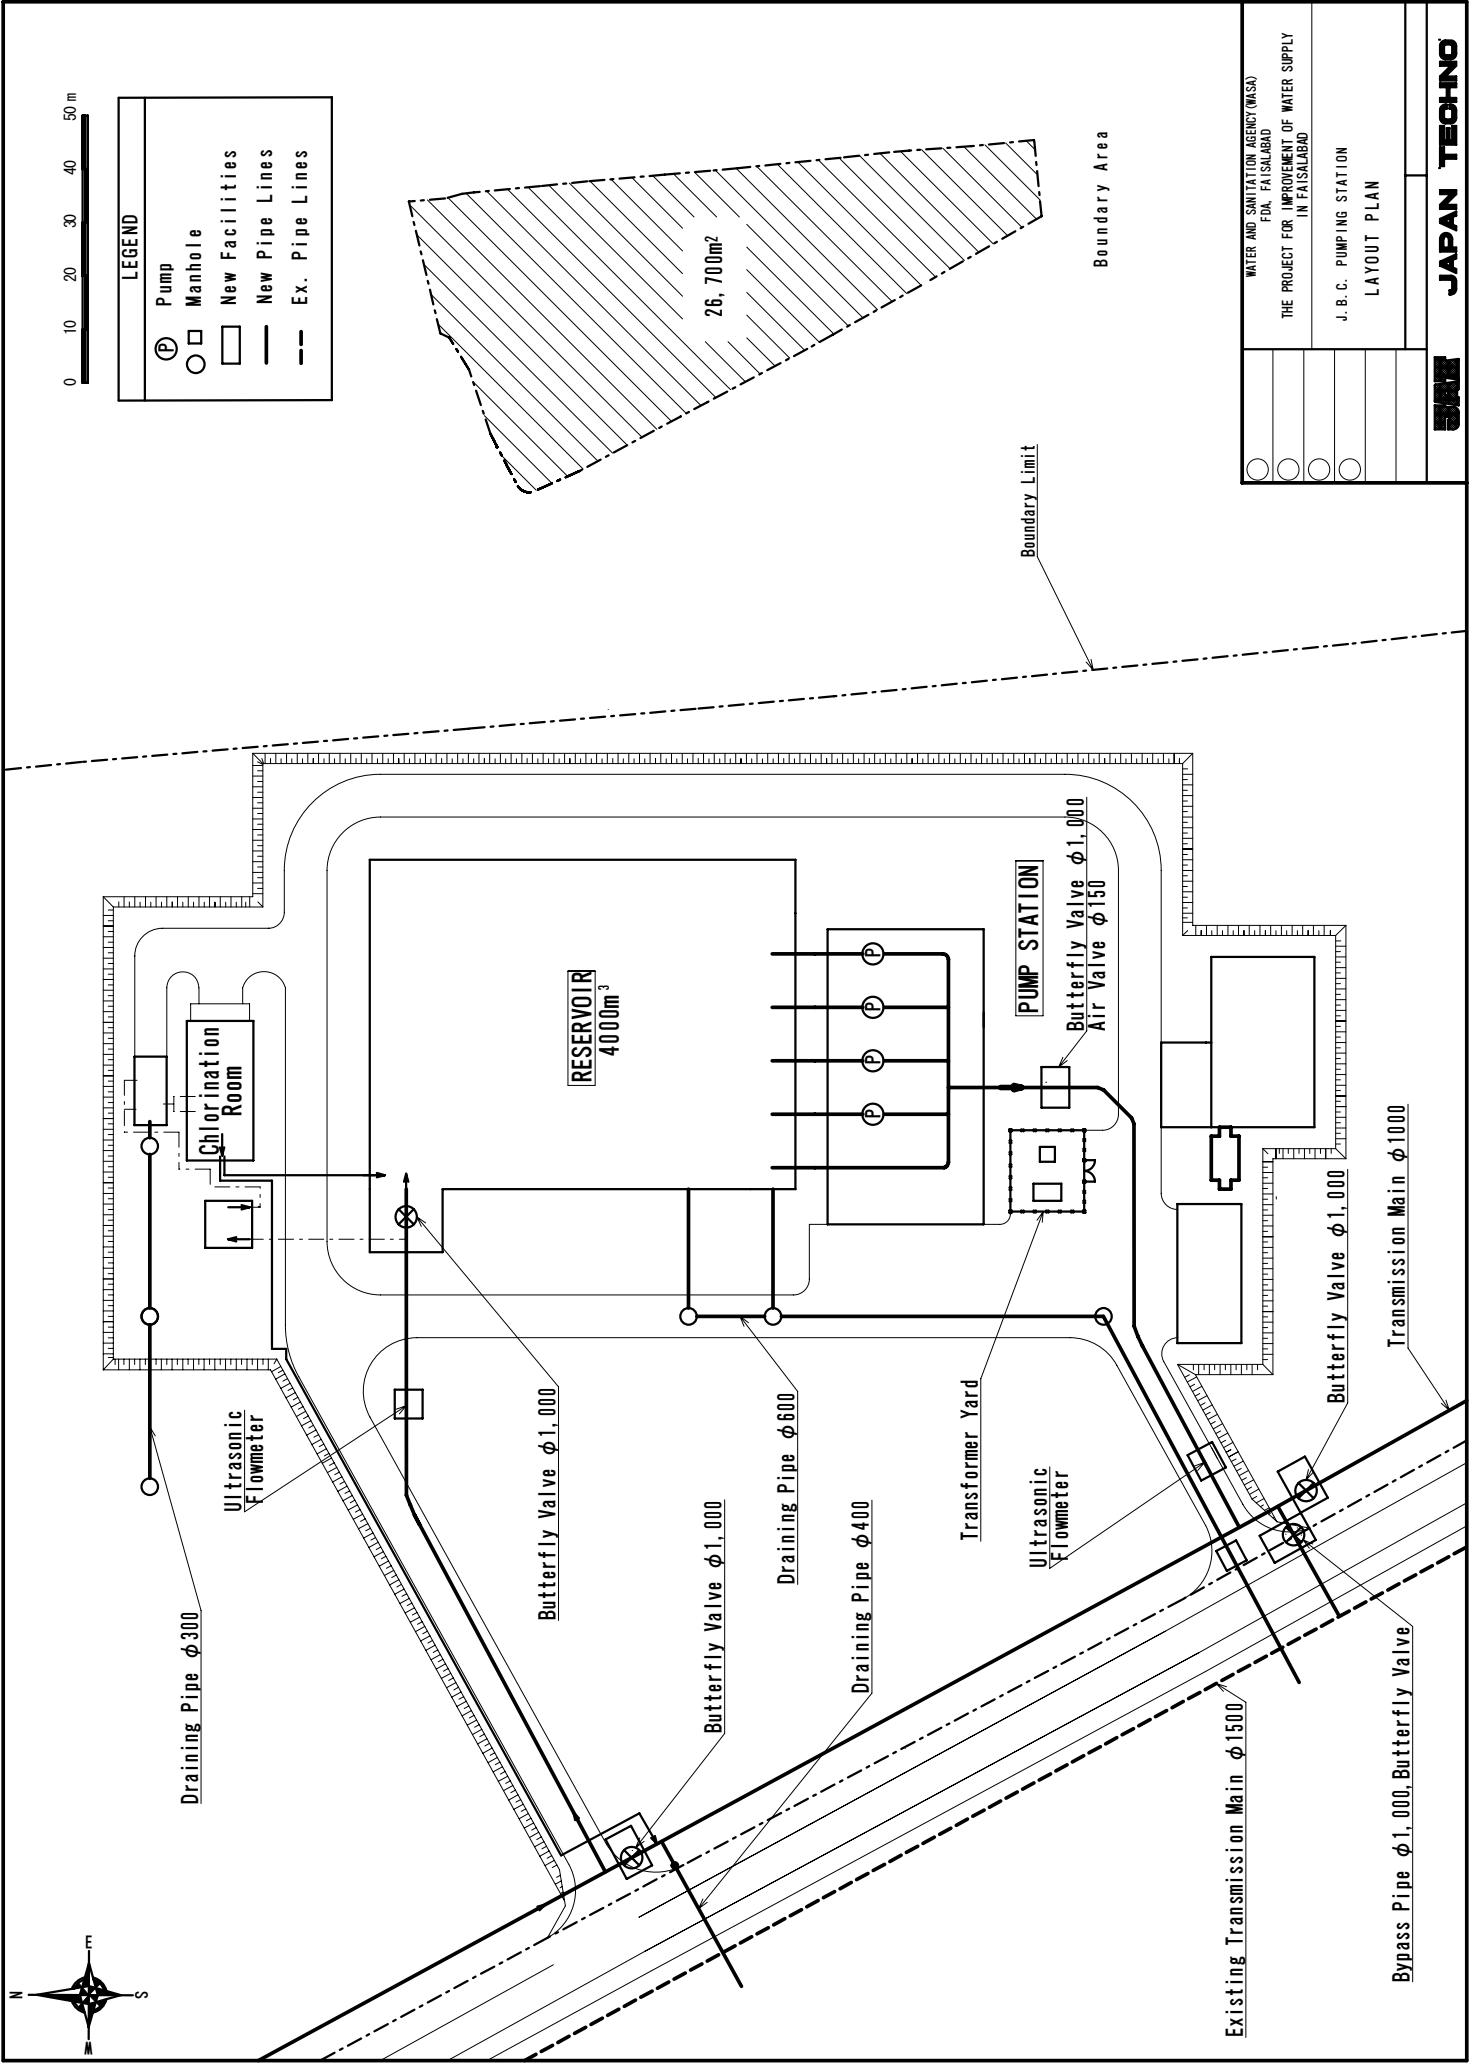 N
E
S
W
0 10 20 30 40 50 m
LEGEND
P Pump
Manhole
New Facilities
New Pipe Lines
Ex. Pipe Lines
26, 700m²
Boundary Area
Boundary Limit
Chlorination
Room
RESERVOIR
4000m³
P
P
P
P
PUMP STATION
Butterfly Valve φ1,000
Air Valve φ150
Draining Pipe φ300
Ultrasonic
Flowmeter
Butterfly Valve φ1,000
Butterfly Valve φ1,000
Draining Pipe φ600
Draining Pipe φ400
Transformer Yard
Ultrasonic
Flowmeter
Butterfly Valve φ1,000
Transmission Main φ1000
Existing Transmission Main φ1500
Bypass Pipe φ1,000,Butterfly Valve
WATER AND SANITATION AGENCY(WASA)
FDA, FAISALABAD
THE PROJECT FOR IMPROVEMENT OF WATER SUPPLY
IN FAISALABAD
J. B. C. PUMPING STATION
LAYOUT PLAN
JAPAN TECHNO